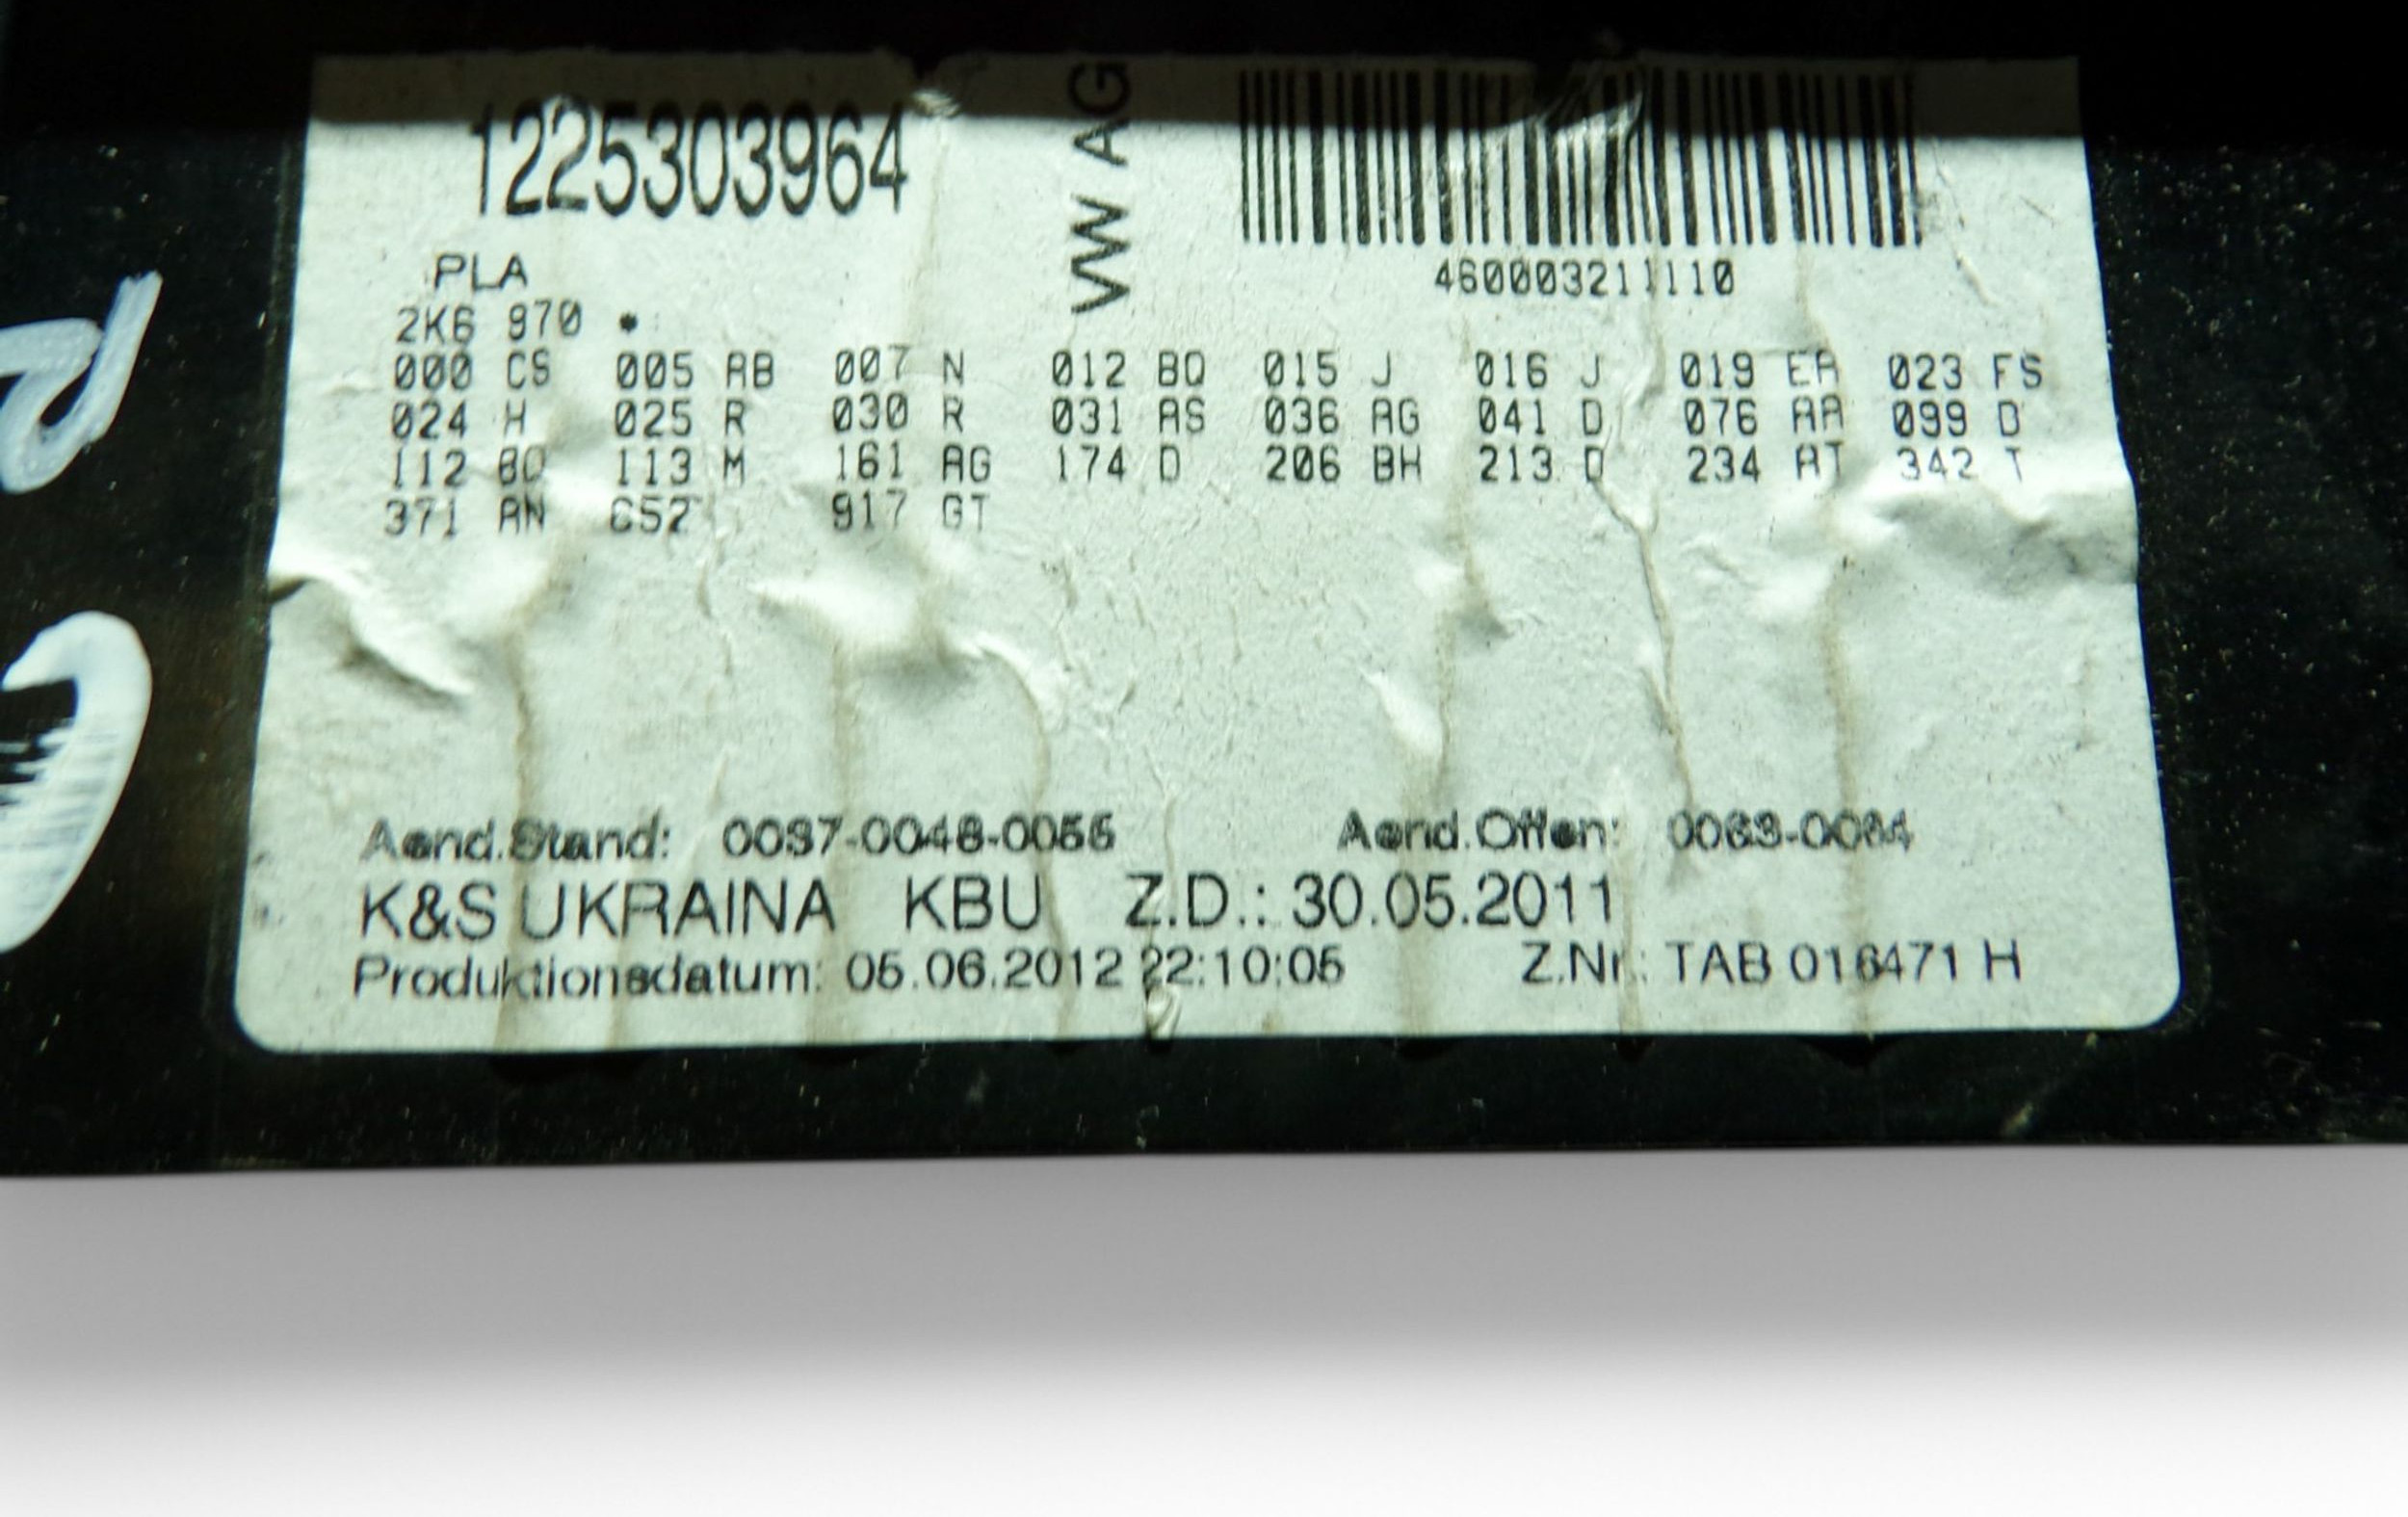 1225303964
VW AG
460003211110
PLA
2K6 970 *
000 CS 005 AB 007 N 012 BQ 015 J 016 J 019 EA 023 FS
024 H 025 R 030 R 031 AS 036 AG 041 D 076 AA 099
112 113 M 161 AG 174 D 206 BH 213 D 234 AT 342 T
371 AN 917 GT
Aend.Stand: 0037-0048-0055 Aend.Offen: 0063-0064
K&S UKRAINA KBU Z.D.: 30.05.2011
Produktionsdatum: 05.06.2012 22:10:05 Z.Nr.: TAB 016471 H